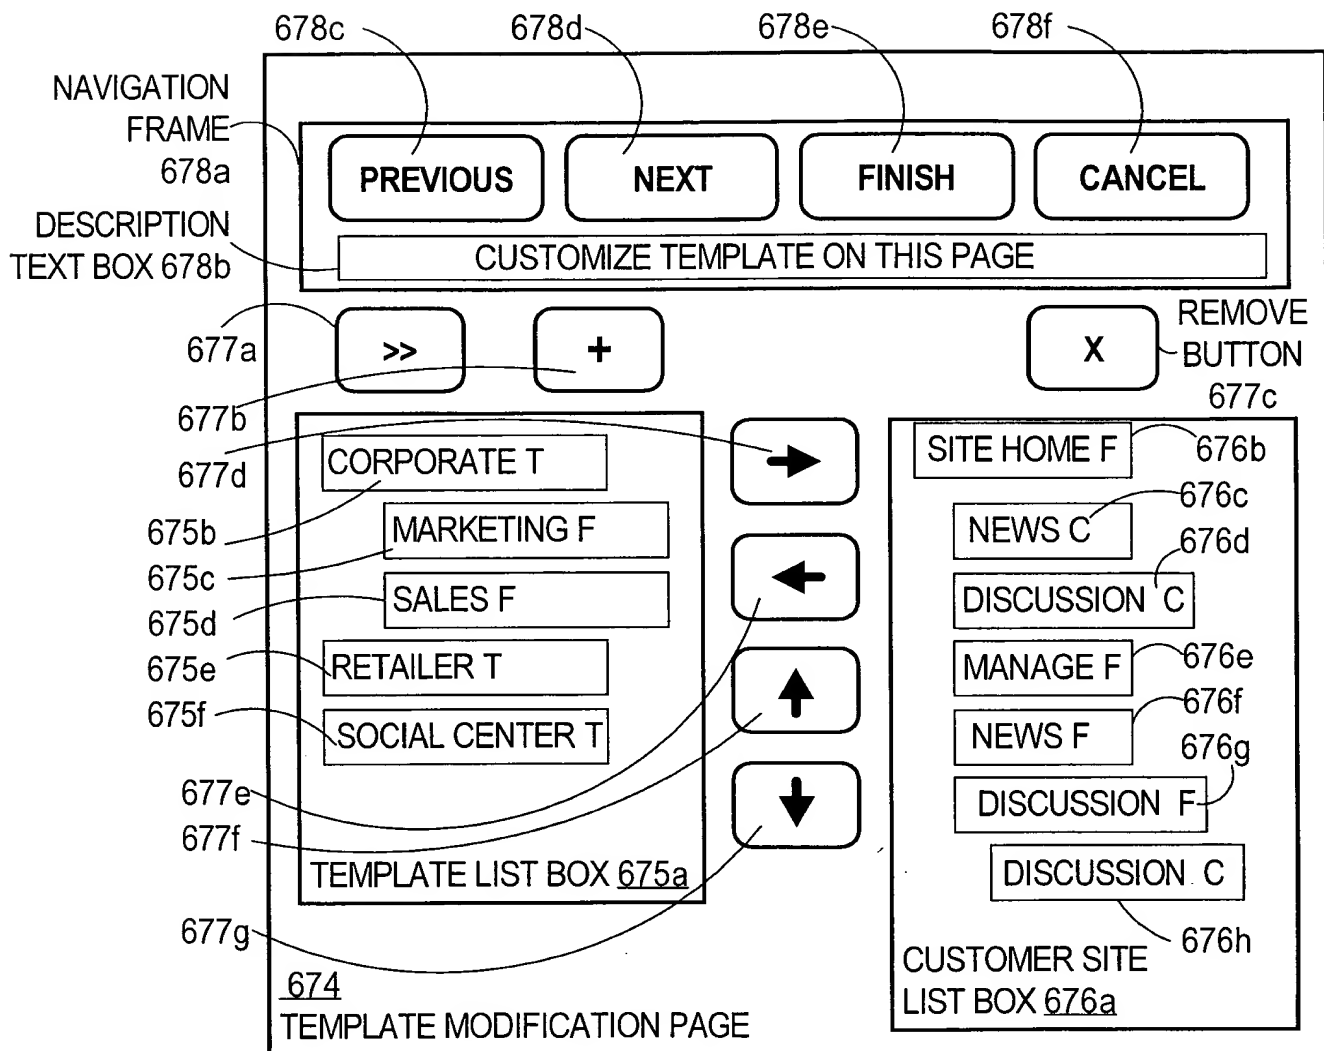 678c 678d 678e 678f
NAVIGATION
FRAME
678a
PREVIOUS NEXT FINISH CANCEL
DESCRIPTION
TEXT BOX 678b
CUSTOMIZE TEMPLATE ON THIS PAGE
677a
>> + X
REMOVE
BUTTON
677c
677b
677d
CORPORATE T
675b
MARKETING F
675c
SALES F
675d
RETAILER T
675e
SOCIAL CENTER T
675f
677e
677f
TEMPLATE LIST BOX 675a
677g
SITE HOME F
676b
676c
NEWS C
676d
DISCUSSION C
MANAGE F
676e
676f
NEWS F
676g
DISCUSSION F
DISCUSSION C
676h
CUSTOMER SITE
LIST BOX 676a
674
TEMPLATE MODIFICATION PAGE